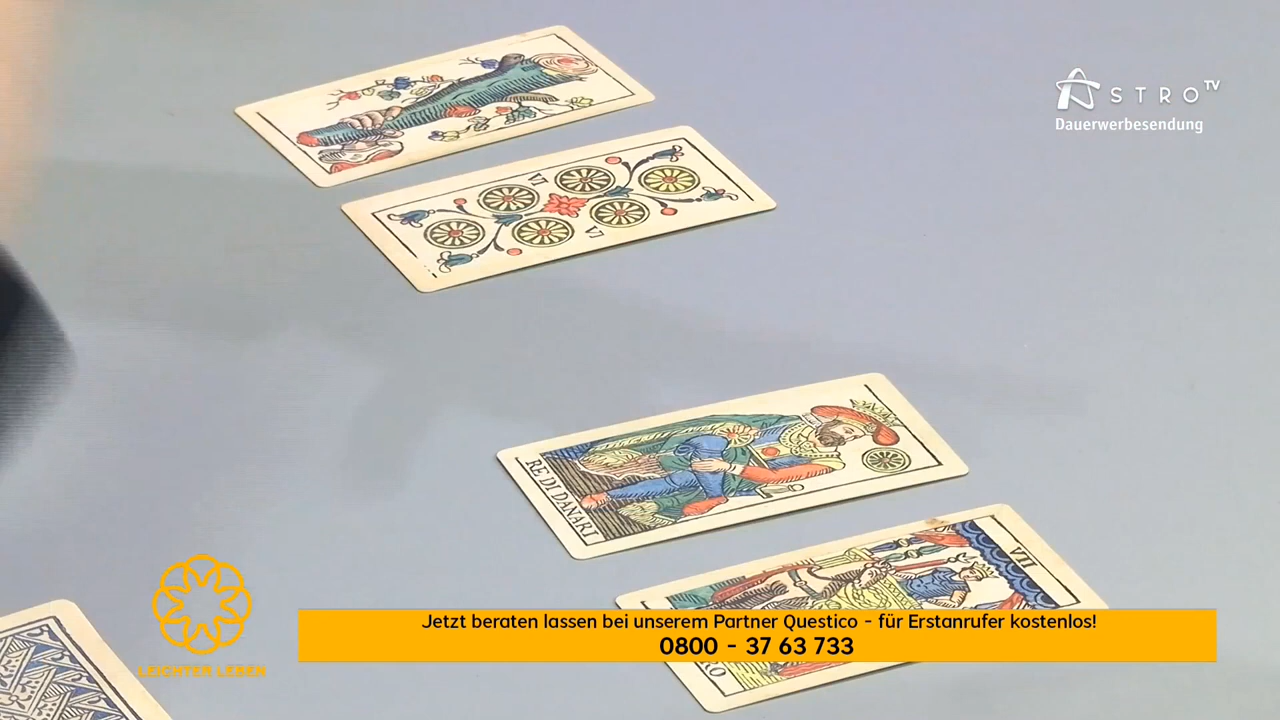 ASTRO TV
Dauerwerbesendung
VI
VI
RE DI DANARI
VII
LEICHTER LEBEN
Jetzt beraten lassen bei unserem Partner Questico - für Erstanrufer kostenlos!
0800 - 37 63 733